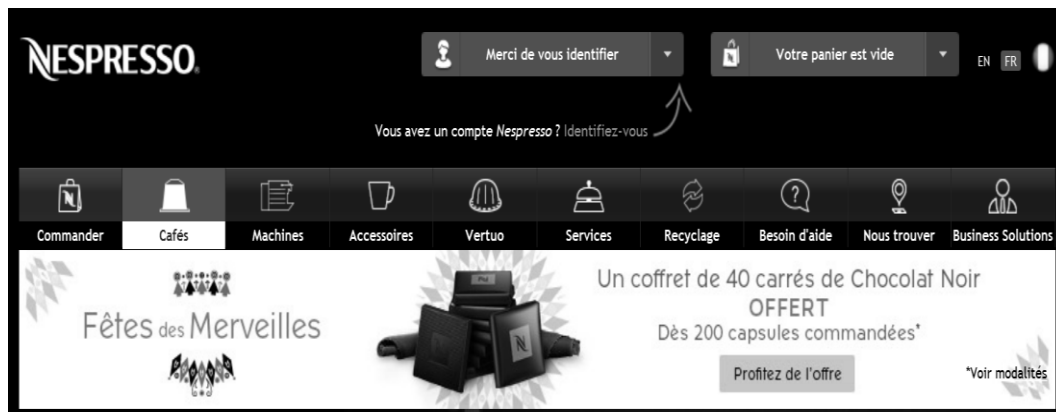 NESPRESSO.
Merci de vous identifier
Votre panier est vide
EN FR
Vous avez un compte Nespresso ? Identifiez-vous
Commander Cafés Machines Accessoires Vertuo Services Recyclage Besoin d'aide Nous trouver Business Solutions
Fêtes des Merveilles
Un coffret de 40 carrés de Chocolat Noir
OFFERT
Dès 200 capsules commandées*
Profitez de l'offre
*Voir modalités